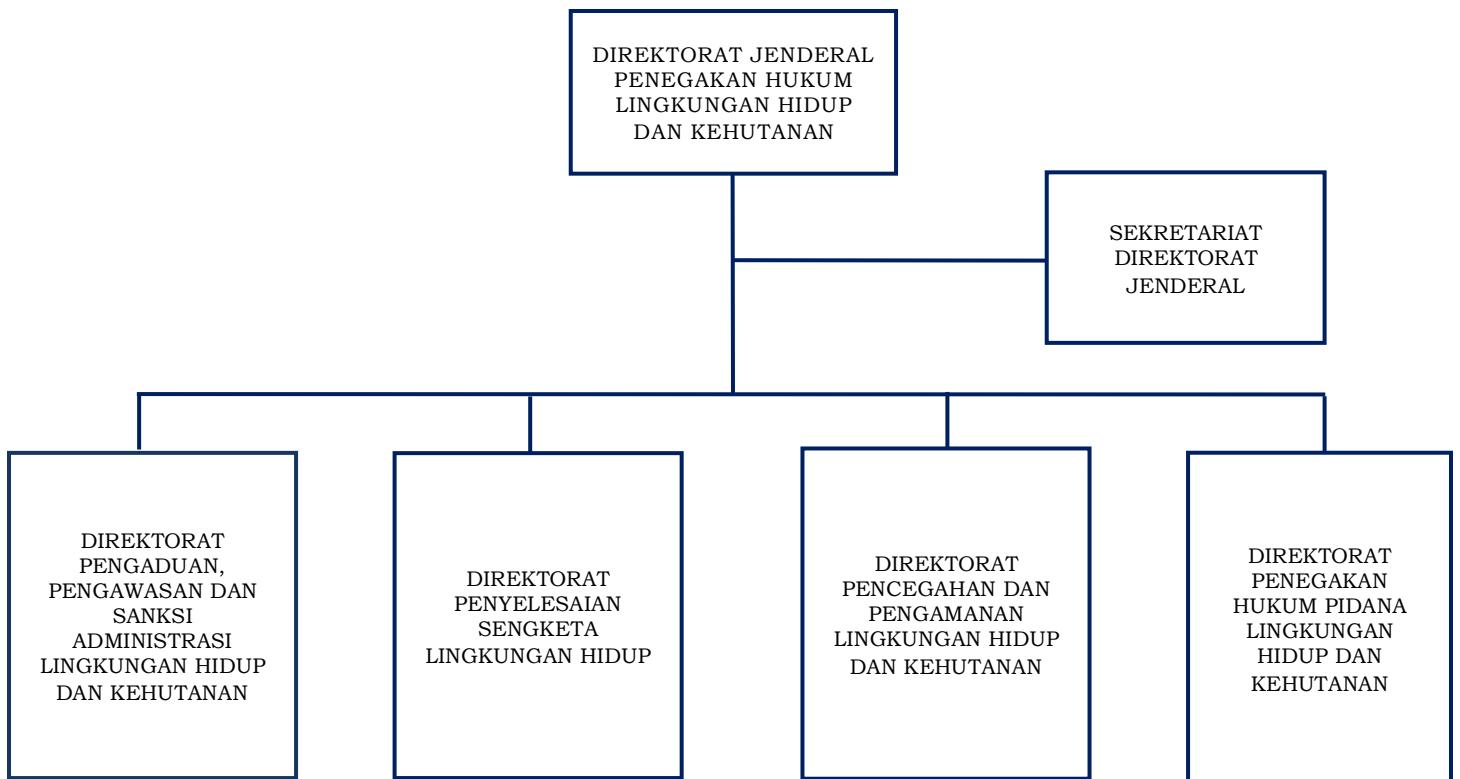 DIREKTORAT JENDERAL
PENEGAKAN HUKUM
LINGKUNGAN HIDUP
DAN KEHUTANAN
SEKRETARIAT
DIREKTORAT
JENDERAL
DIREKTORAT
PENGADUAN,
PENGAWASAN DAN
SANKSI
ADMINISTRASI
LINGKUNGAN HIDUP
DAN KEHUTANAN
DIREKTORAT
PENYELESAIAN
SENGKETA
LINGKUNGAN HIDUP
DIREKTORAT
PENCEGAHAN DAN
PENGAMANAN
LINGKUNGAN HIDUP
DAN KEHUTANAN
DIREKTORAT
PENEGAKAN
HUKUM PIDANA
LINGKUNGAN
HIDUP DAN
KEHUTANAN